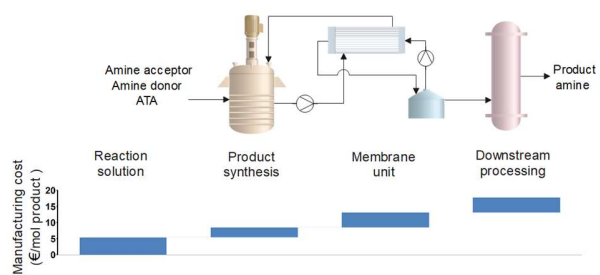 Amine acceptor
Amine donor
ATA
Product
amine
Reaction
solution
Product
synthesis
Membrane
unit
Downstream
processing
Manufacturing cost
(€/mol product )
20
15
10
5
0